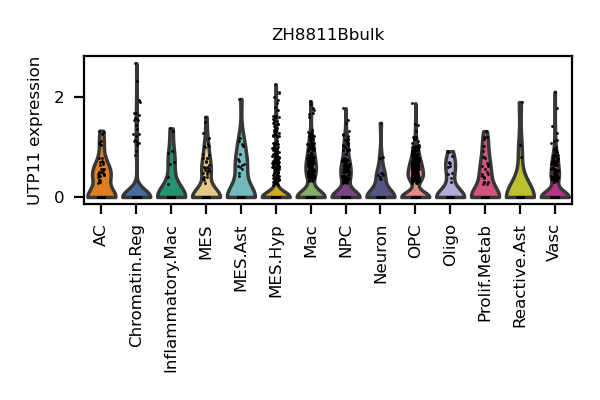 ZH8811Bbulk
UTP11 expression
2
0
AC
Chromatin.Reg
Inflammatory.Mac
MES
MES.Ast
MES.Hyp
Mac
NPC
Neuron
OPC
Oligo
Prolif.Metab
Reactive.Ast
Vasc